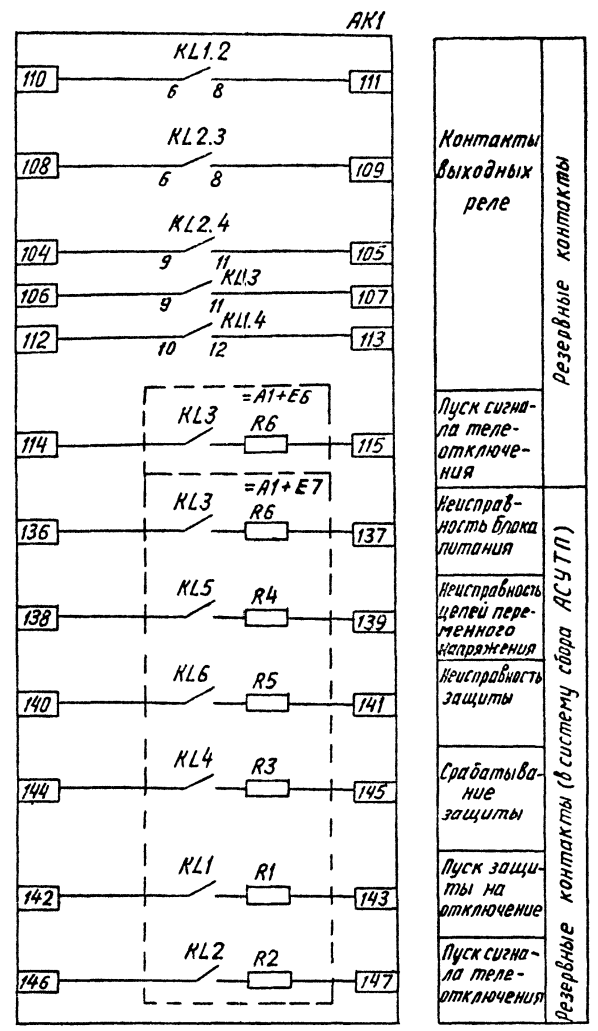 АК1
KL1.2
110
6 8
111
KL2.3
108
6 8
109
KL2.4
104
9 11
105
KL1.3
106
9 11
107
KL1.4
112
10 12
113
=A1+E6
KL3
R6
114
115
=A1+E7
KL3
R6
136
137
KL5
R4
138
139
KL6
R5
140
141
KL4
R3
144
145
KL1
R1
142
143
KL2
R2
146
147
Контакты
выходных
реле
Пуск сигна-
ла теле-
отключе-
ния
Неисправ-
ность блока
питания
Неисправность
цепей пере-
менного
напряжения
Неисправность
защиты
Срабатыва-
ние
защиты
Пуск защи-
ты на
отключение
Пуск сигна-
ла теле-
отключения
Резервные контакты
Резервные контакты (в систему сбора АСУТП)